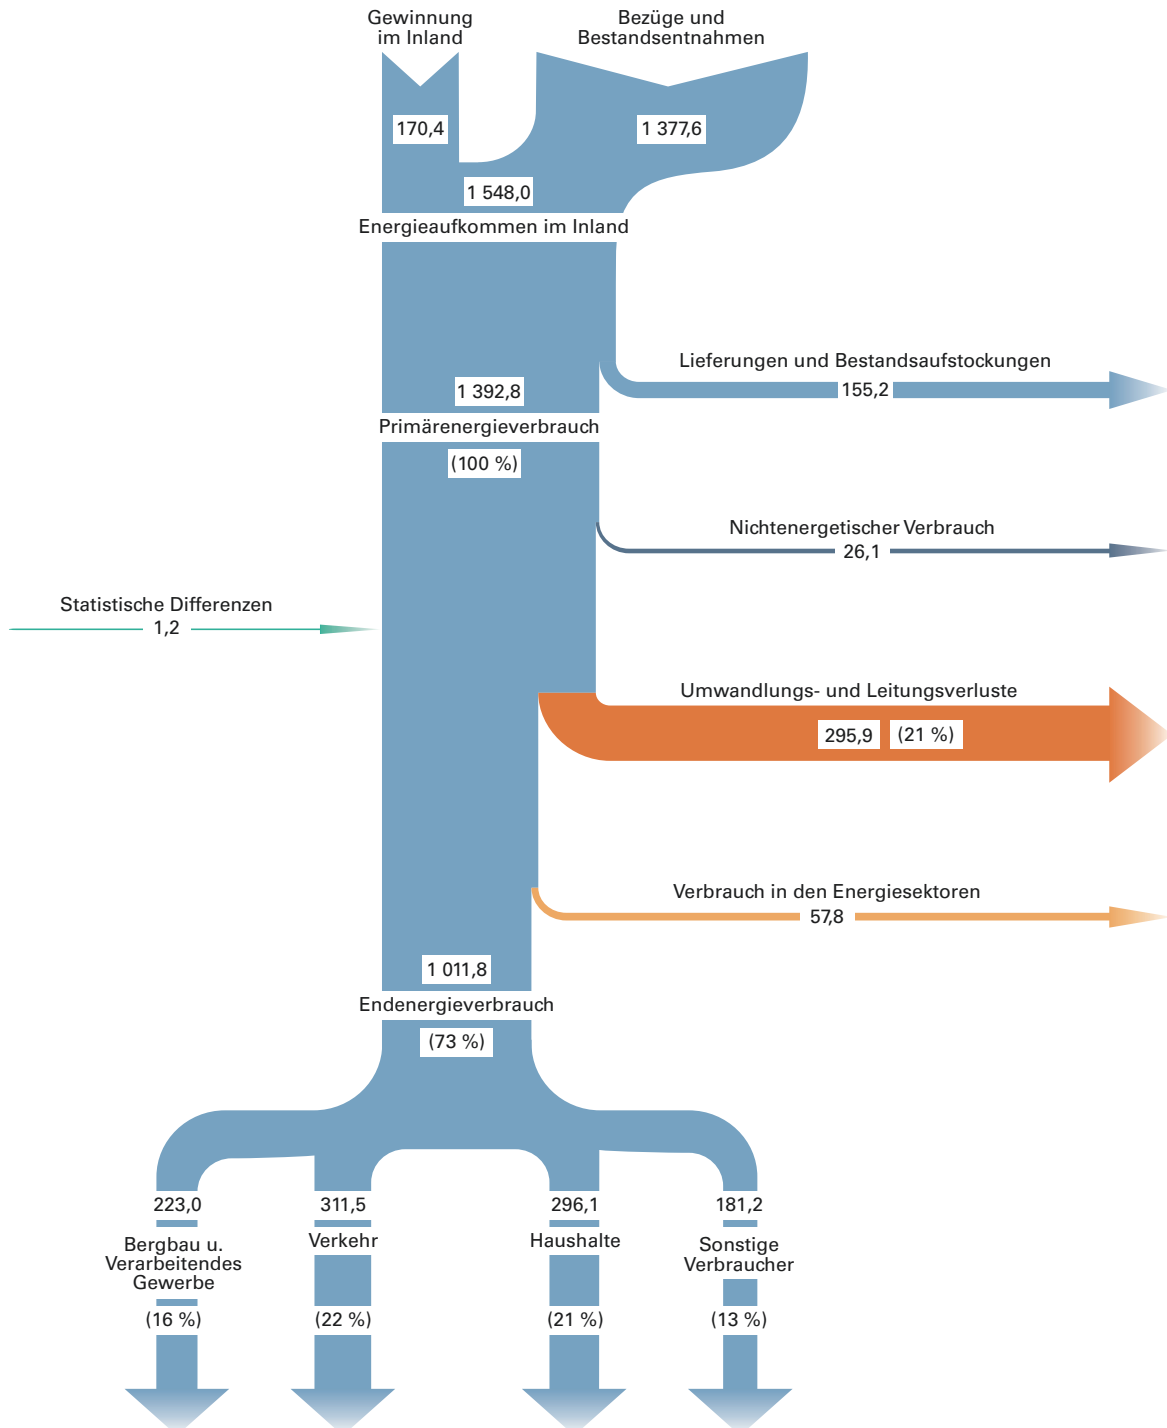 Gewinnung
im Inland
Bezüge und
Bestandsentnahmen
170,4
1 377,6
1 548,0
Energieaufkommen im Inland
Lieferungen und Bestandsaufstockungen
155,2
1 392,8
Primärenergieverbrauch
(100 %)
Nichtenergetischer Verbrauch
26,1
Statistische Differenzen
1,2
Umwandlungs- und Leitungsverluste
295,9 (21 %)
Verbrauch in den Energiesektoren
57,8
1 011,8
Endenergieverbrauch
(73 %)
223,0
311,5
296,1
181,2
Bergbau u.
Verarbeitendes
Gewerbe
Verkehr
Haushalte
Sonstige
Verbraucher
(16 %)
(22 %)
(21 %)
(13 %)